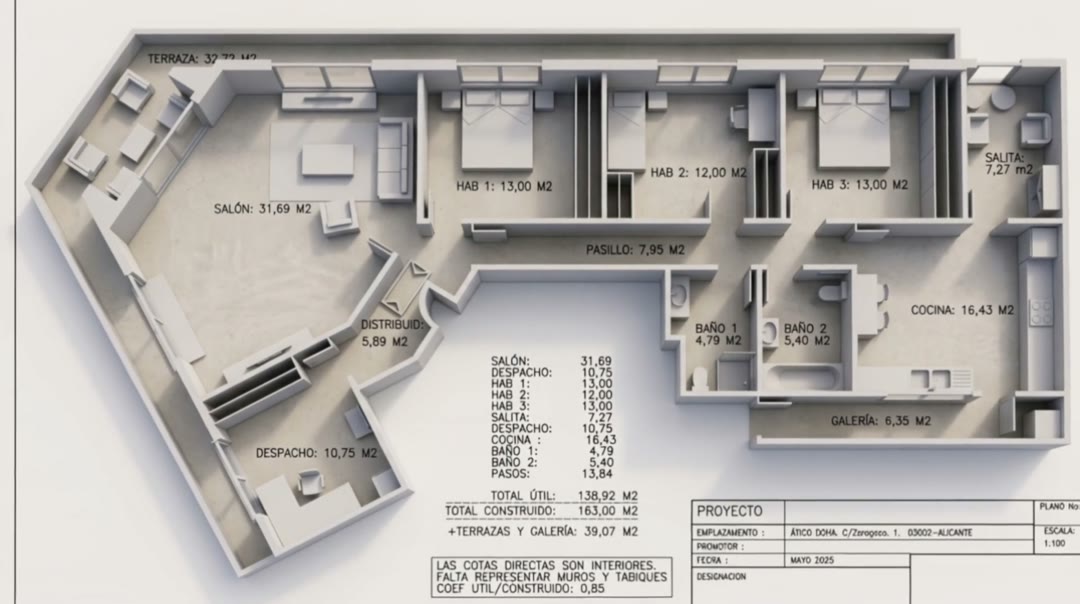 TERRAZA: 32,72 M2
SALÓN: 31,69 M2
HAB 1: 13,00 M2
HAB 2: 12,00 M2
HAB 3: 13,00 M2
SALITA:
7,27 m2
PASILLO: 7,95 M2
DISTRIBUID:
5,89 M2
BAÑO 1
4,79 M2
BAÑO 2
5,40 M2
COCINA: 16,43 M2
GALERÍA: 6,35 M2
DESPACHO: 10,75 M2
SALÓN: 31,69
DESPACHO: 10,75
HAB 1: 13,00
HAB 2: 12,00
HAB 3: 13,00
SALITA: 7,27
DESPACHO: 10,75
COCINA : 16,43
BAÑO 1: 4,79
BAÑO 2: 5,40
PASOS: 13,84
TOTAL ÚTIL: 138,92 M2
TOTAL CONSTRUIDO: 163,00 M2
+TERRAZAS Y GALERÍA: 39,07 M2
LAS COTAS DIRECTAS SON INTERIORES.
FALTA REPRESENTAR MUROS Y TABIQUES
COEF UTIL/CONSTRUIDO: 0,85
PROYECTO
PLANO No:
EMPLAZAMENTO : ÁTICO DOHA. C/Zerogeco. 1. 03002-ALICANTE
ESCALA:
1:100
PROMOTOR :
FECRA : MAYO 2025
DESIGNACION